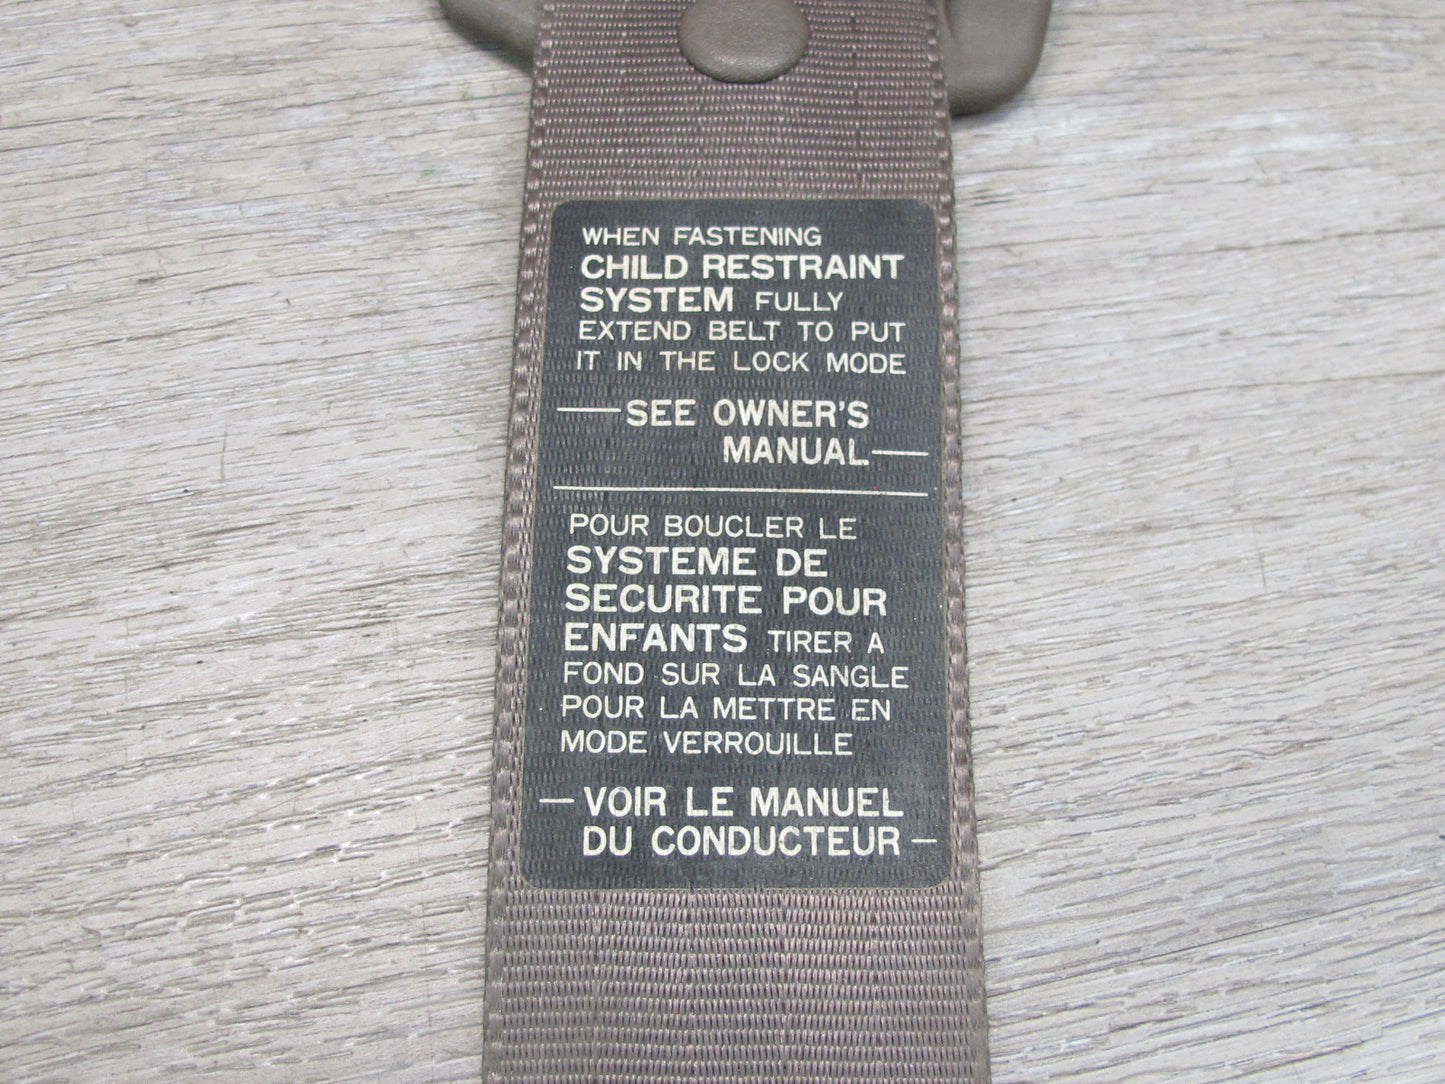 WHEN FASTENING
CHILD RESTRAINT
SYSTEM FULLY
EXTEND BELT TO PUT
IT IN THE LOCK MODE
—SEE OWNER'S
MANUAL—
POUR BOUCLER LE
SYSTEME DE
SECURITE POUR
ENFANTS TIRER A
FOND SUR LA SANGLE
POUR LA METTRE EN
MODE VERROUILLE
—VOIR LE MANUEL
DU CONDUCTEUR—